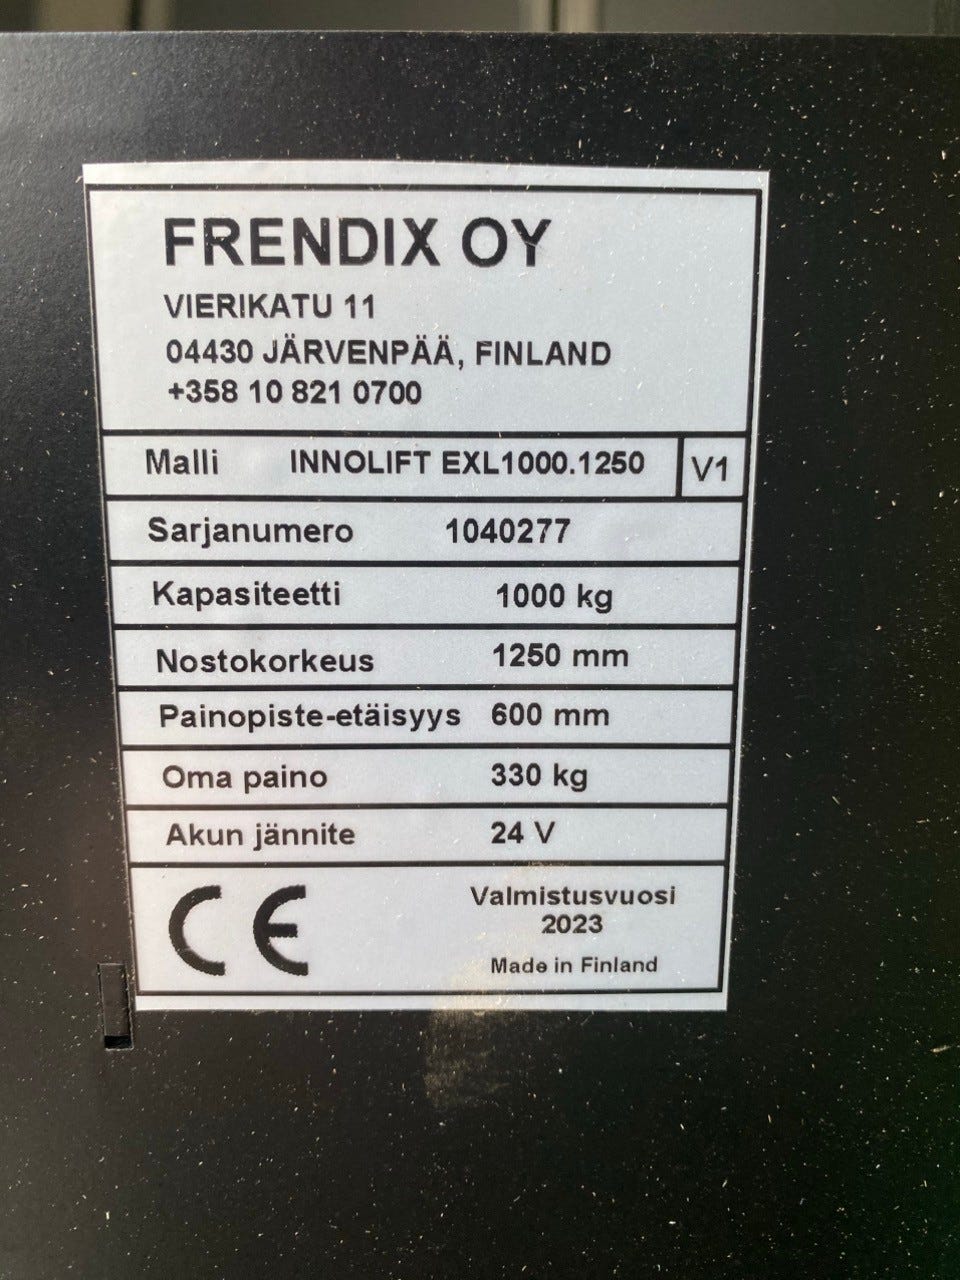 FRENDIX OY
VIERIKATU 11
04430 JÄRVENPÄÄ, FINLAND
+358 10 821 0700
Malli INNOLIFT EXL1000.1250 V1
Sarjanumero 1040277
Kapasiteetti 1000 kg
Nostokorkeus 1250 mm
Painopiste-etäisyys 600 mm
Oma paino 330 kg
Akun jännite 24 V
CE
Valmistusvuosi
2023
Made in Finland